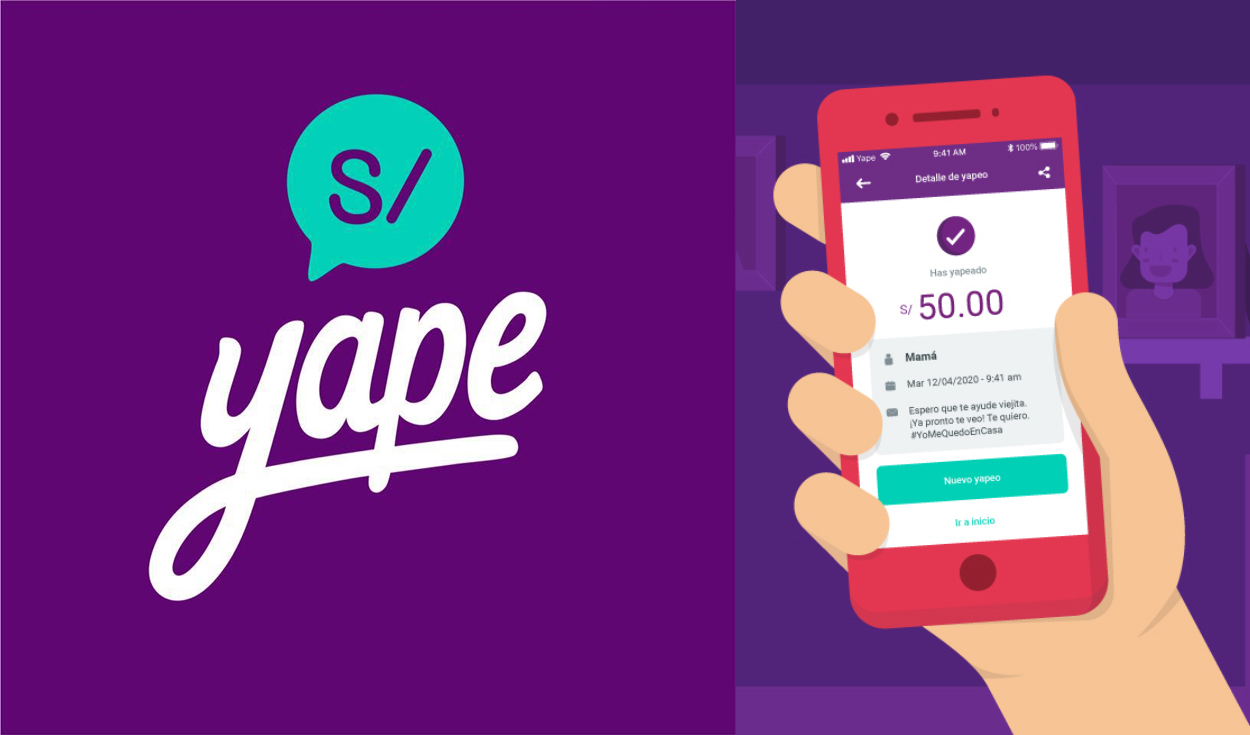 S/
yape
Yape 9:41 AM 100%
Detalle de yapeo
Has yapeado
S/ 50.00
Mamá
Mar 12/04/2020 - 9:41 am
Espero que te ayude viejita.
¡Ya pronto te veo! Te quiero.
#YoMeQuedoEnCasa
Nuevo yapeo
Ir a inicio